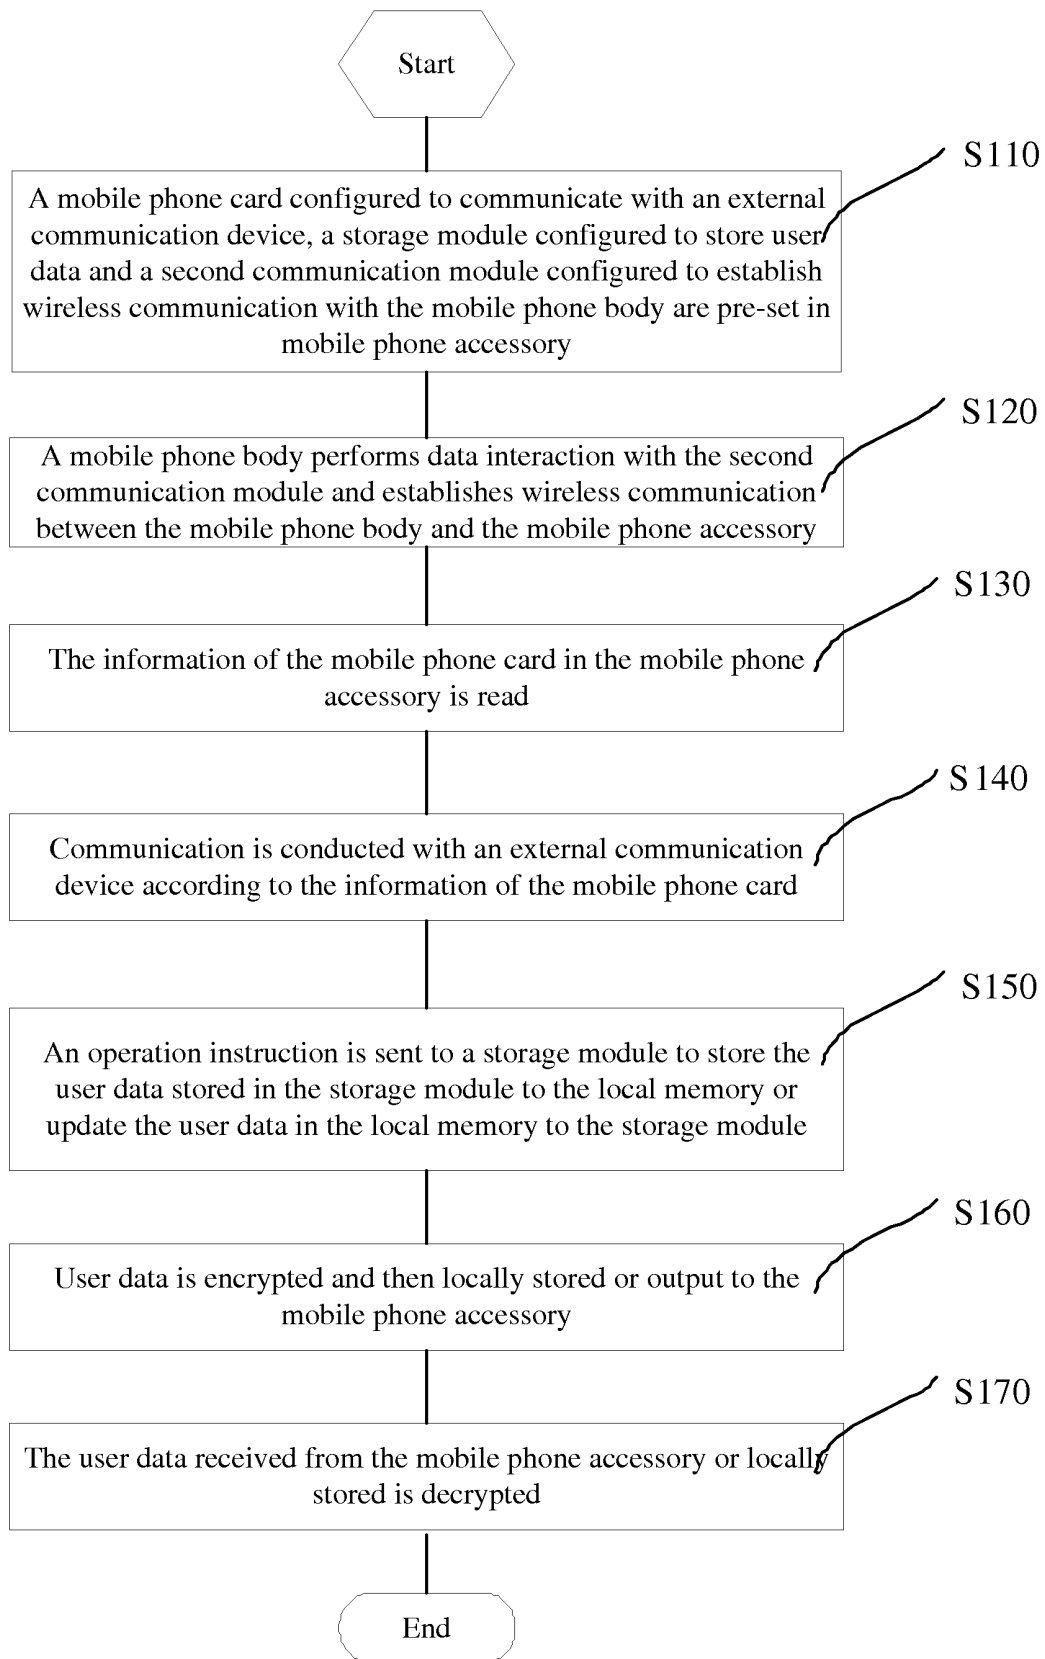 Start
S110
A mobile phone card configured to communicate with an external
communication device, a storage module configured to store user
data and a second communication module configured to establish
wireless communication with the mobile phone body are pre-set in
mobile phone accessory
S120
A mobile phone body performs data interaction with the second
communication module and establishes wireless communication
between the mobile phone body and the mobile phone accessory
S130
The information of the mobile phone card in the mobile phone
accessory is read
S140
Communication is conducted with an external communication
device according to the information of the mobile phone card
S150
An operation instruction is sent to a storage module to store the
user data stored in the storage module to the local memory or
update the user data in the local memory to the storage module
S160
User data is encrypted and then locally stored or output to the
mobile phone accessory
S170
The user data received from the mobile phone accessory or locally
stored is decrypted
End